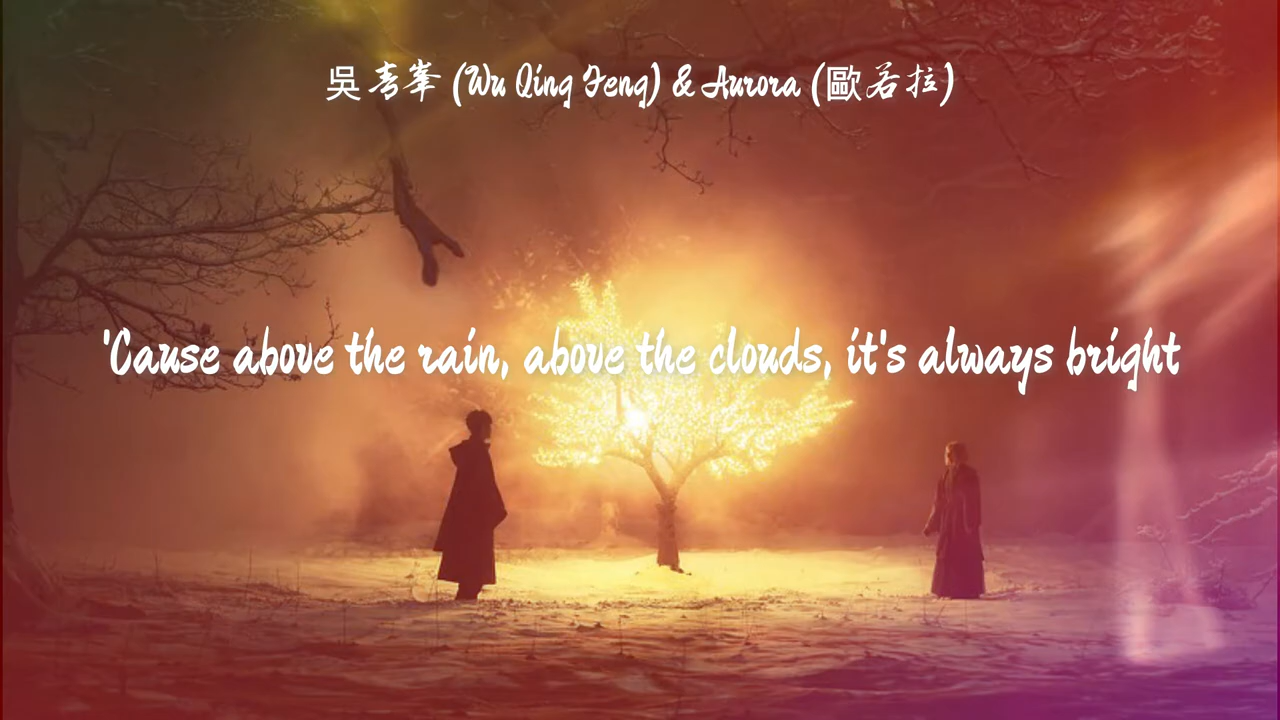 吳青峯 (Wu Qing Feng) & Aurora (歐若拉)
'Cause above the rain, above the clouds, it's always bright